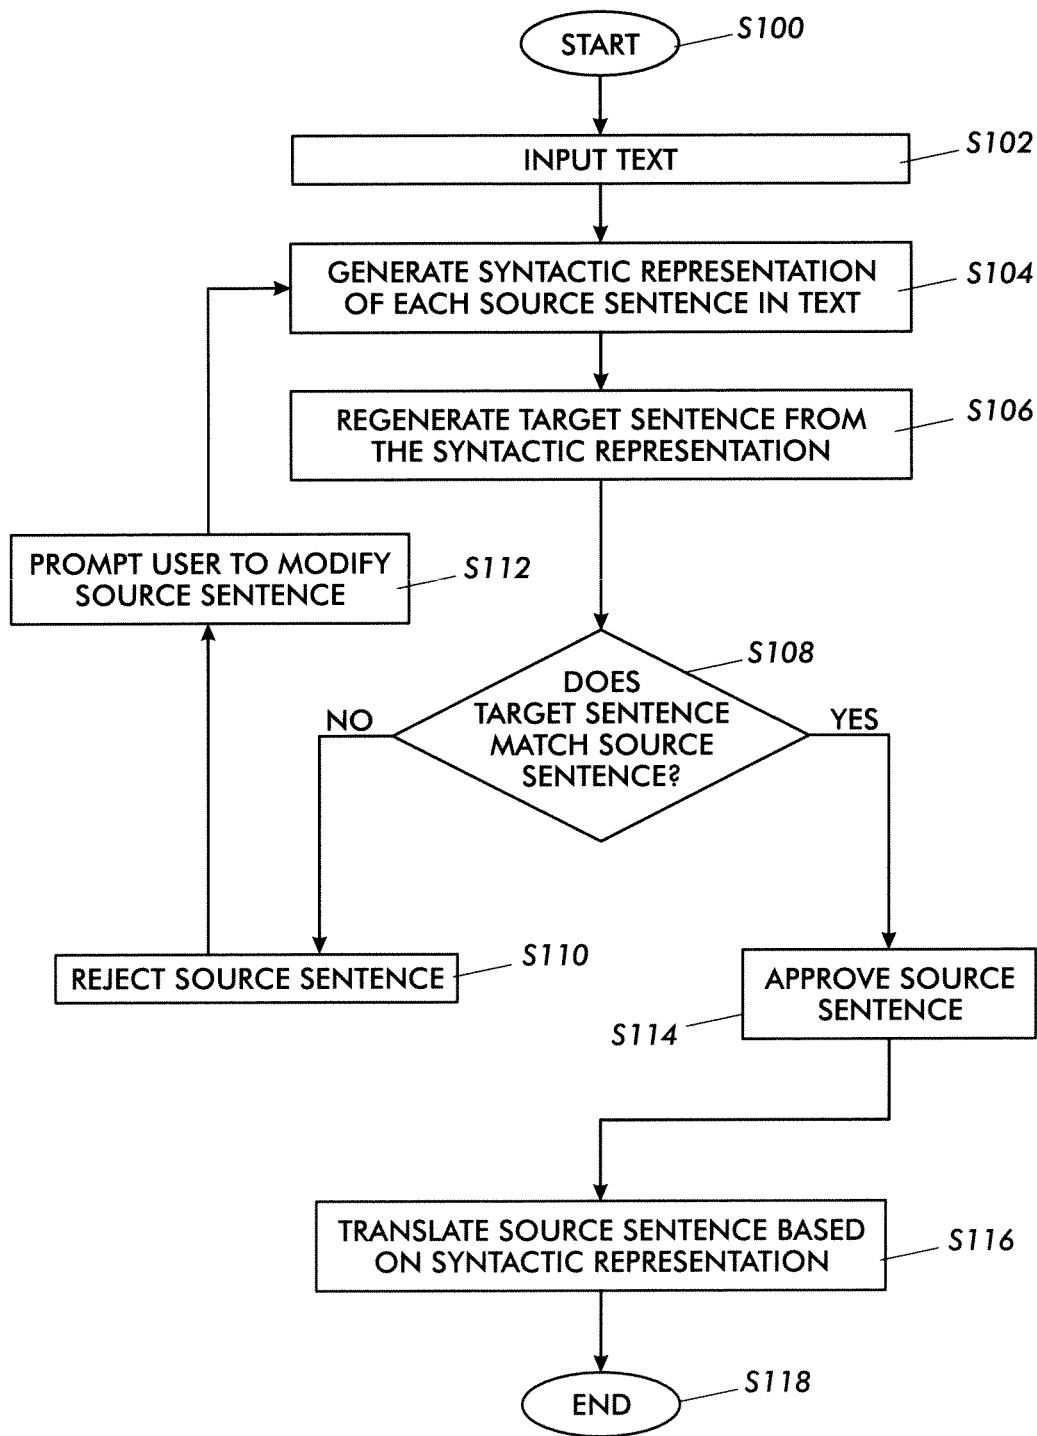 START
S100
INPUT TEXT
S102
GENERATE SYNTACTIC REPRESENTATION
OF EACH SOURCE SENTENCE IN TEXT
S104
REGENERATE TARGET SENTENCE FROM
THE SYNTACTIC REPRESENTATION
S106
PROMPT USER TO MODIFY
SOURCE SENTENCE
S112
DOES
TARGET SENTENCE
MATCH SOURCE
SENTENCE?
S108
NO
YES
REJECT SOURCE SENTENCE
S110
APPROVE SOURCE
SENTENCE
S114
TRANSLATE SOURCE SENTENCE BASED
ON SYNTACTIC REPRESENTATION
S116
END
S118